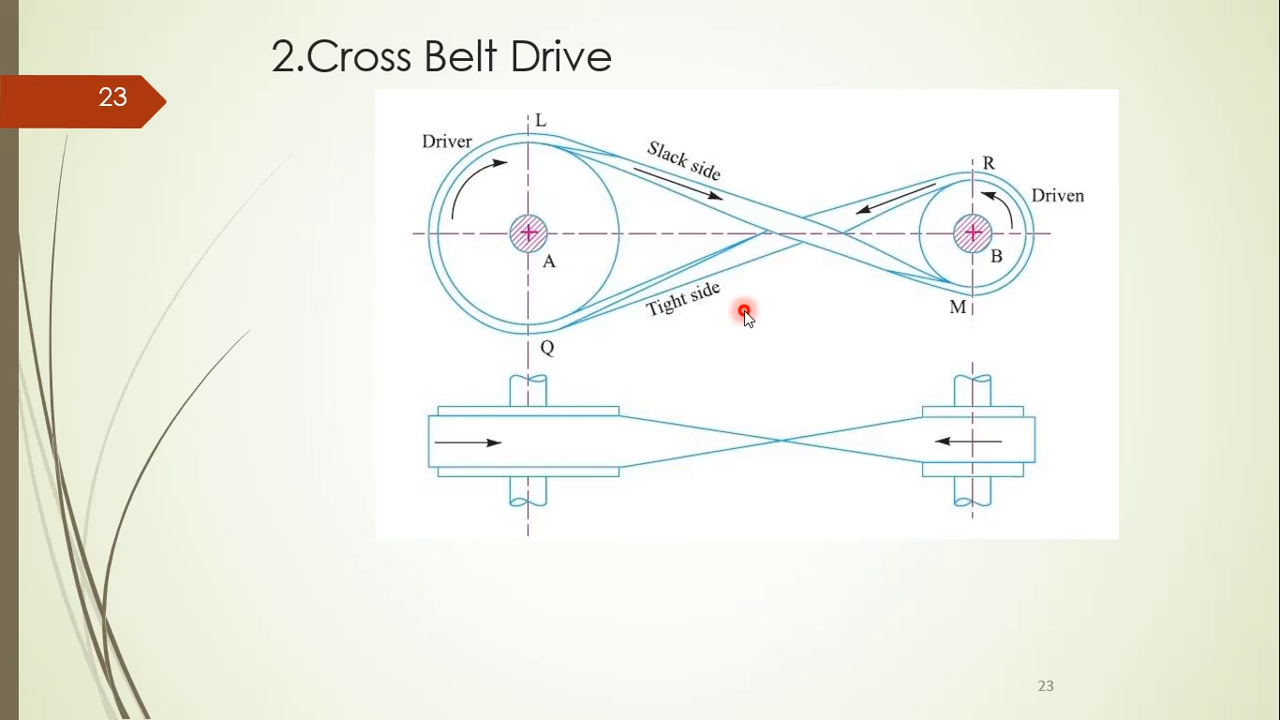 2.Cross Belt Drive
23
L
Driver
Slack side
R
Driven
A
B
Tight side
M
Q
23